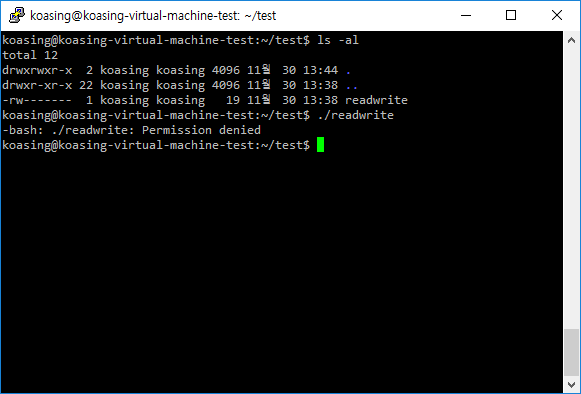 koasing@koasing-virtual-machine-test: ~/test
koasing@koasing-virtual-machine-test:~/test$ ls -al
total 12
drwxrwxr-x  2 koasing koasing 4096 11월 30 13:44 .
drwxr-xr-x 22 koasing koasing 4096 11월 30 13:38 ..
-rw-------  1 koasing koasing   19 11월 30 13:38 readwrite
koasing@koasing-virtual-machine-test:~/test$ ./readwrite
-bash: ./readwrite: Permission denied
koasing@koasing-virtual-machine-test:~/test$